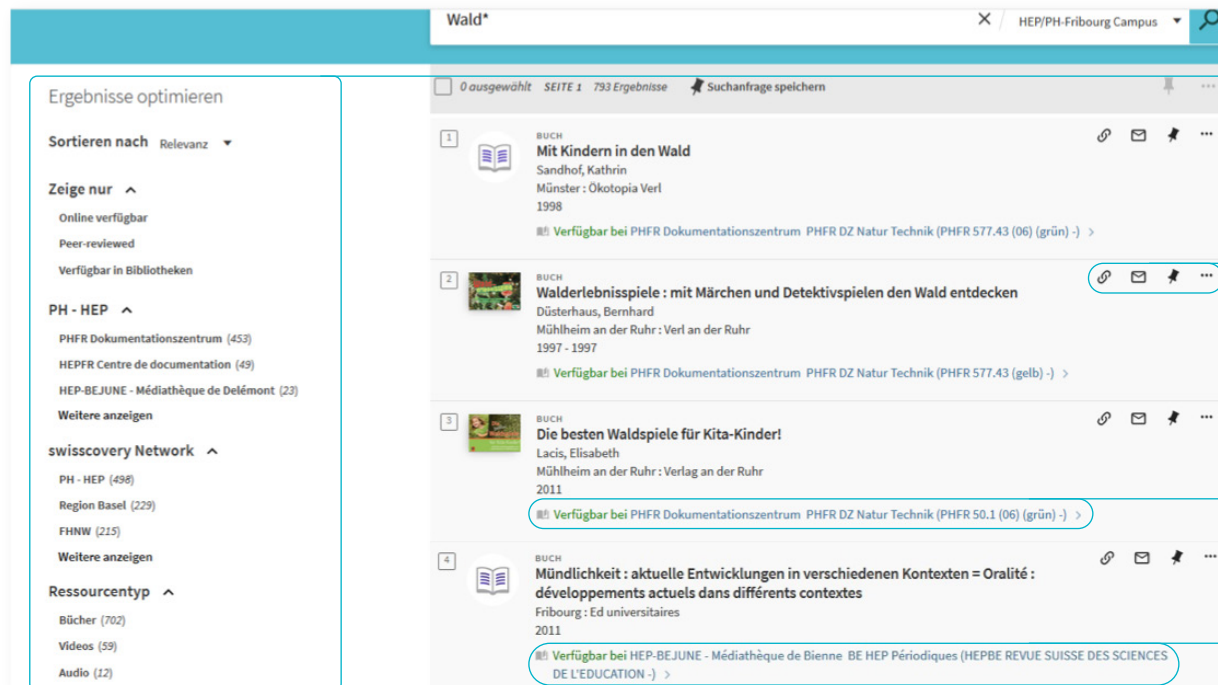 Wald*
HEP/PH-Fribourg Campus
Ergebnisse optimieren
Sortieren nach Relevanz
Zeige nur
Online verfügbar
Peer-reviewed
Verfügbar in Bibliotheken
PH - HEP
PHFR Dokumentationszentrum (453)
HEPFR Centre de documentation (49)
HEP-BEJUNE - Médiathèque de Delémont (23)
Weitere anzeigen
swisscovery Network
PH - HEP (498)
Region Basel (229)
FHNW (215)
Weitere anzeigen
Ressourcentyp
Bücher (702)
Videos (59)
Audio (12)
0 ausgewählt SEITE 1 793 Ergebnisse Suchanfrage speichern
1
BUCH
Mit Kindern in den Wald
Sandhof, Kathrin
Münster : Ökotopia Verl
1998
Verfügbar bei PHFR Dokumentationszentrum PHFR DZ Natur Technik (PHFR 577.43 (06) (grün) -) >
2
BUCH
Walderlebnisspiele : mit Märchen und Detektivspielen den Wald entdecken
Düsterhaus, Bernhard
Mühlheim an der Ruhr : Verl an der Ruhr
1997 - 1997
Verfügbar bei PHFR Dokumentationszentrum PHFR DZ Natur Technik (PHFR 577.43 (gelb) -) >
3
BUCH
Die besten Waldspiele für Kita-Kinder!
Lacis, Elisabeth
Mühlheim an der Ruhr : Verlag an der Ruhr
2011
Verfügbar bei PHFR Dokumentationszentrum PHFR DZ Natur Technik (PHFR 50.1 (06) (grün) -) >
4
BUCH
Mündlichkeit : aktuelle Entwicklungen in verschiedenen Kontexten = Oralité :
développements actuels dans différents contextes
Fribourg : Ed universitaires
2011
Verfügbar bei HEP-BEJUNE - Médiathèque de Bienne BE HEP Périodiques (HEPBE REVUE SUISSE DES SCIENCES
DE L'EDUCATION -) >